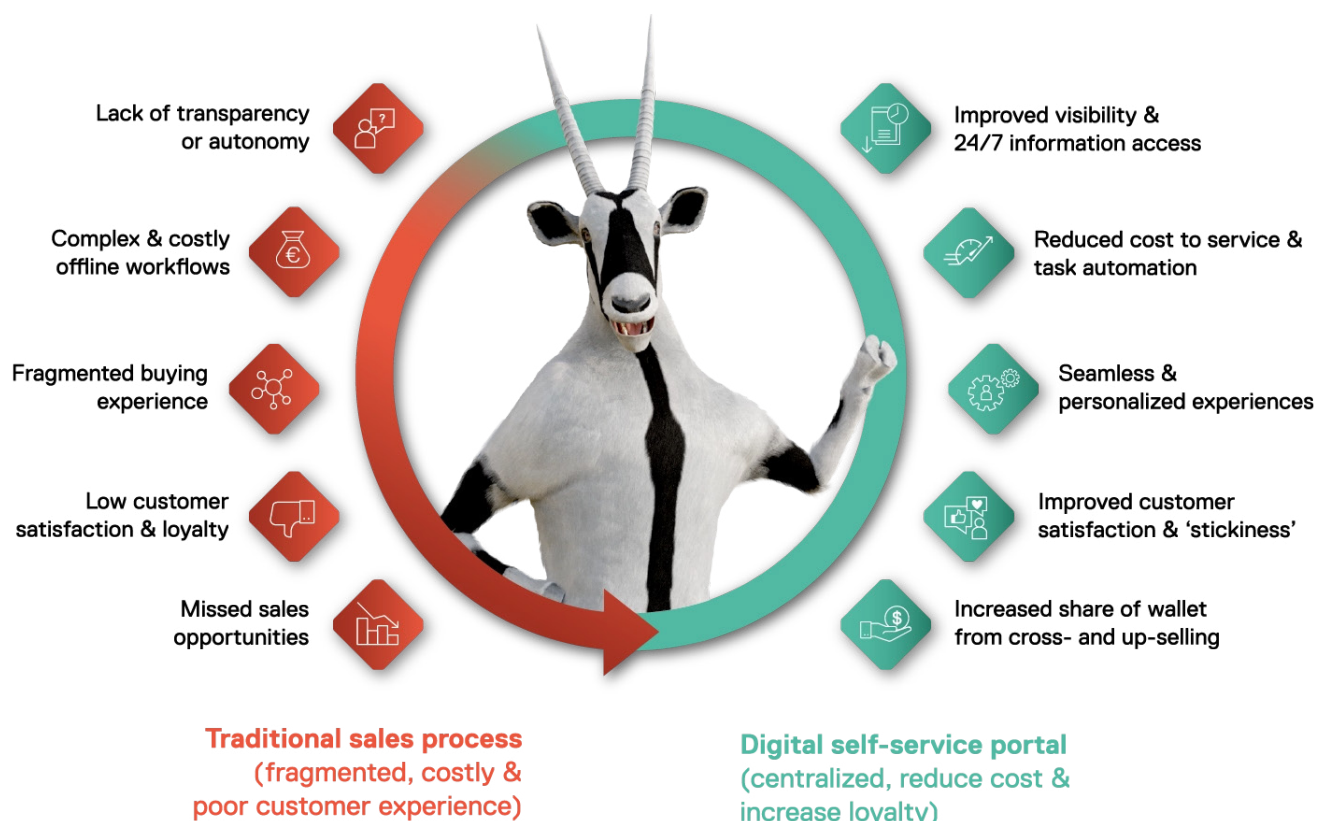 Lack of transparency
or autonomy
Complex & costly
offline workflows
Fragmented buying
experience
Low customer
satisfaction & loyalty
Missed sales
opportunities
Improved visibility &
24/7 information access
Reduced cost to service &
task automation
Seamless &
personalized experiences
Improved customer
satisfaction & ‘stickiness’
Increased share of wallet
from cross- and up-selling
Traditional sales process
(fragmented, costly &
poor customer experience)
Digital self-service portal
(centralized, reduce cost &
increase loyalty)